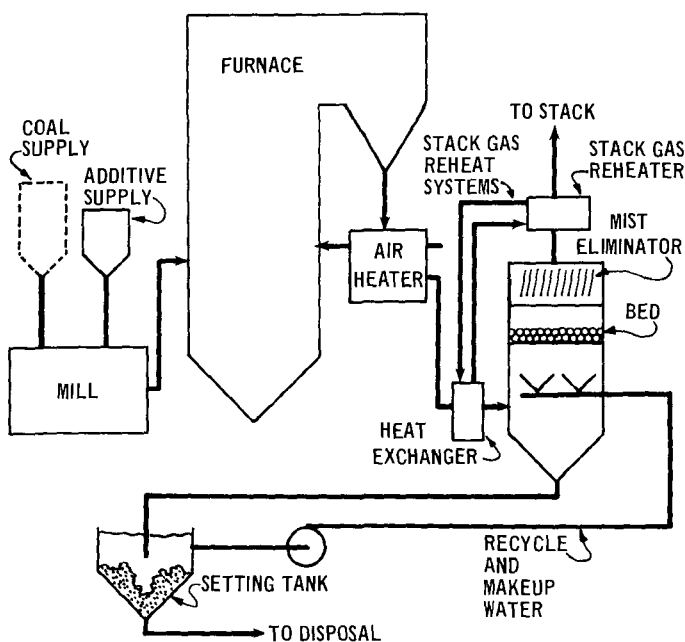 FURNACE
COAL
SUPPLY
ADDITIVE
SUPPLY
MILL
AIR
HEATER
STACK GAS
REHEAT
SYSTEMS
TO STACK
STACK GAS
REHEATER
MIST
ELIMINATOR
BED
HEAT
EXCHANGER
RECYCLE
AND
MAKEUP
WATER
SETTING TANK
TO DISPOSAL